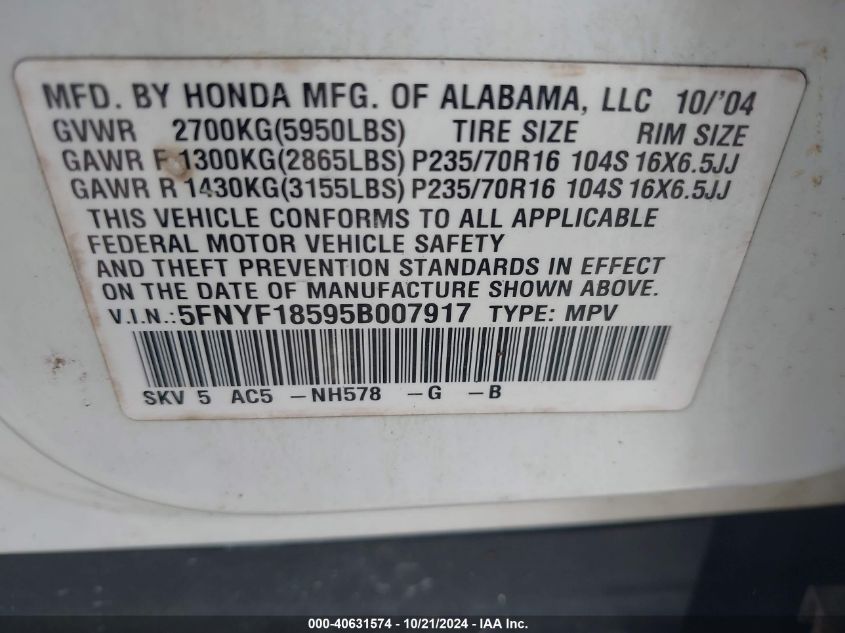 MFD. BY HONDA MFG. OF ALABAMA, LLC 10/'04
GVWR 2700KG(5950LBS) TIRE SIZE RIM SIZE
GAWR F 1300KG(2865LBS) P235/70R16 104S 16X6.5JJ
GAWR R 1430KG(3155LBS) P235/70R16 104S 16X6.5JJ
THIS VEHICLE CONFORMS TO ALL APPLICABLE
FEDERAL MOTOR VEHICLE SAFETY
AND THEFT PREVENTION STANDARDS IN EFFECT
ON THE DATE OF MANUFACTURE SHOWN ABOVE.
V.I.N.:5FNYF18595B007917 TYPE: MPV
SKV 5 AC5 -NH578 -G -B
000-40631574 - 10/21/2024 - IAA Inc.